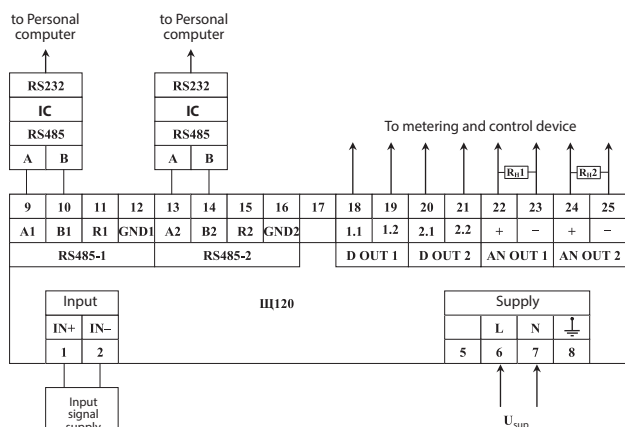 to Personal
computer
to Personal
computer
RS232
RS232
IC
IC
RS485
RS485
A B
A B
To metering and control device
RH1
RH2
9 10 11 12 13 14 15 16 17 18 19 20 21 22 23 24 25
A1 B1 R1 GND1 A2 B2 R2 GND2 1.1 1.2 2.1 2.2 + − + −
RS485-1 RS485-2 D OUT 1 D OUT 2 AN OUT 1 AN OUT 2
Щ120
Input
IN+ IN−
1 2
Supply
L N
5 6 7 8
Input
signal
supply
Usup